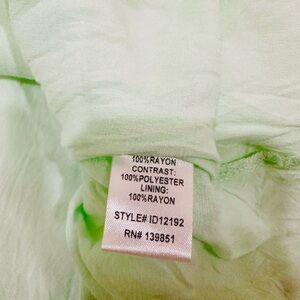 100%RAYON
CONTRAST:
100%POLYESTER
LINING:
100%RAYON
STYLE# ID12192
RN# 139851